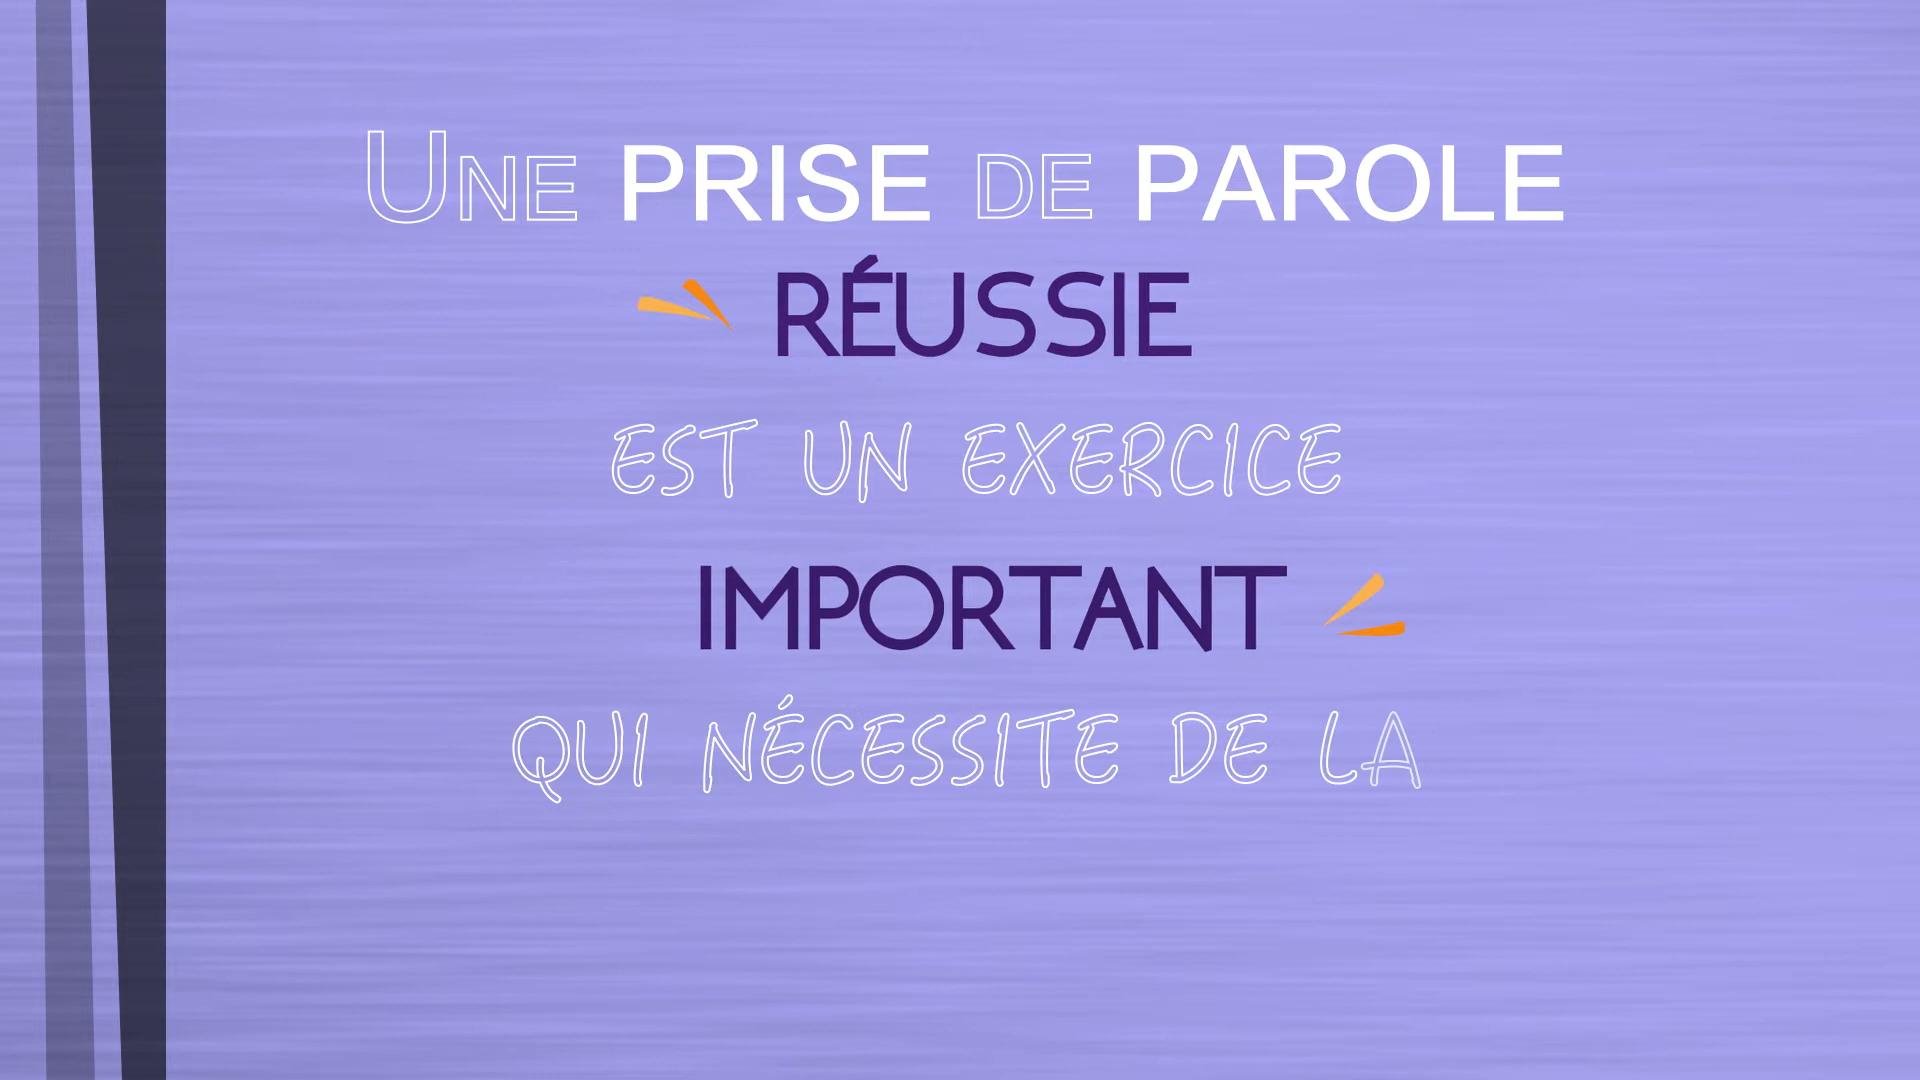 UNE PRISE DE PAROLE
RÉUSSIE
EST UN EXERCICE
IMPORTANT
QUI NÉCESSITE DE LA